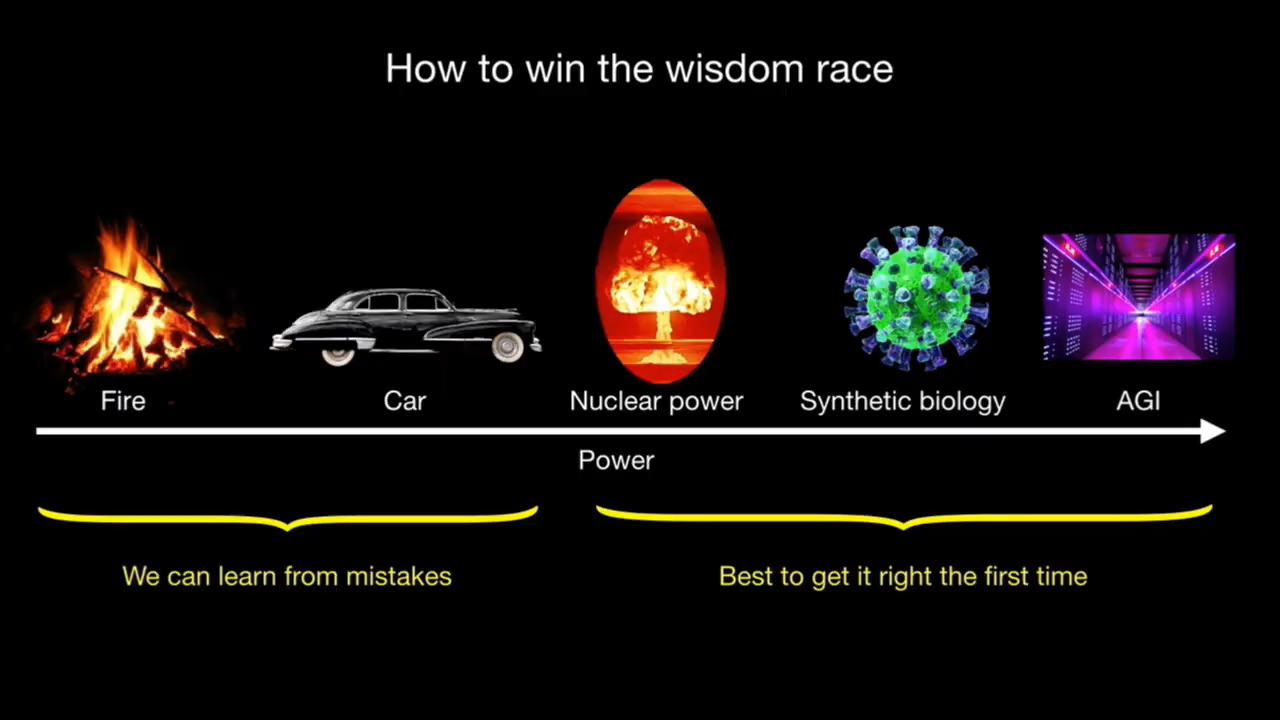 How to win the wisdom race
Fire
Car
Nuclear power
Synthetic biology
AGI
Power
We can learn from mistakes
Best to get it right the first time